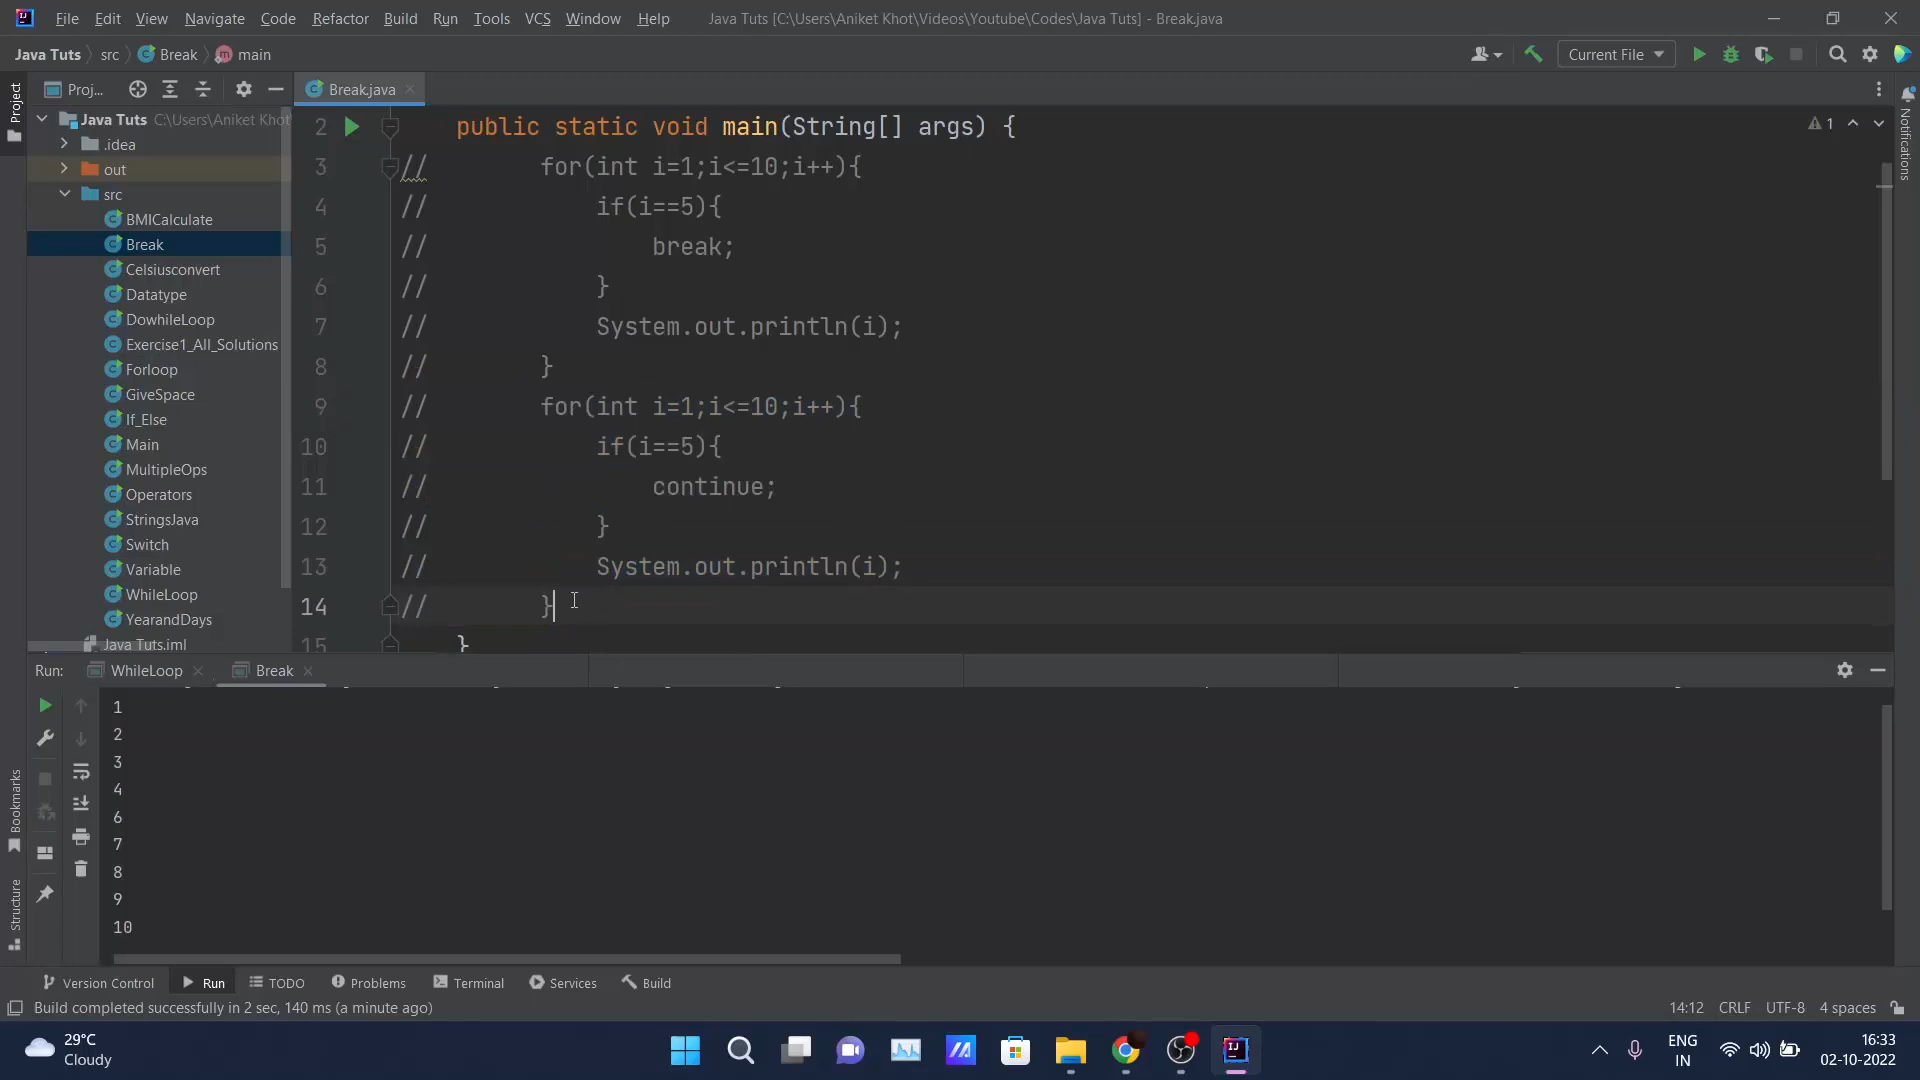 File Edit View Navigate Code Refactor Build Run Tools VCS Window Help Java Tuts [C:\Users\Aniket Khot\Videos\Youtube\Codes\Java Tuts] - Break.java
Java Tuts src Break main Current File
Project
Proj... Break.java
Java Tuts C:\Users\Aniket Khot
.idea
out
src
BMICalculate
Break
Celsiusconvert
Datatype
DowhileLoop
Exercise1_All_Solutions
Forloop
GiveSpace
If_Else
Main
MultipleOps
Operators
StringsJava
Switch
Variable
WhileLoop
YearandDays
Java Tuts.iml
2 public static void main(String[] args) {
3 // for(int i=1;i<=10;i++){
4 // if(i==5){
5 // break;
6 // }
7 // System.out.println(i);
8 // }
9 // for(int i=1;i<=10;i++){
10 // if(i==5){
11 // continue;
12 // }
13 // System.out.println(i);
14 // }
15 }
1
Notifications
Run: WhileLoop Break
1
2
3
4
6
7
8
9
10
Bookmarks
Structure
Version Control Run TODO Problems Terminal Services Build
Build completed successfully in 2 sec, 140 ms (a minute ago) 14:12 CRLF UTF-8 4 spaces
29°C
Cloudy
ENG
IN
16:33
02-10-2022